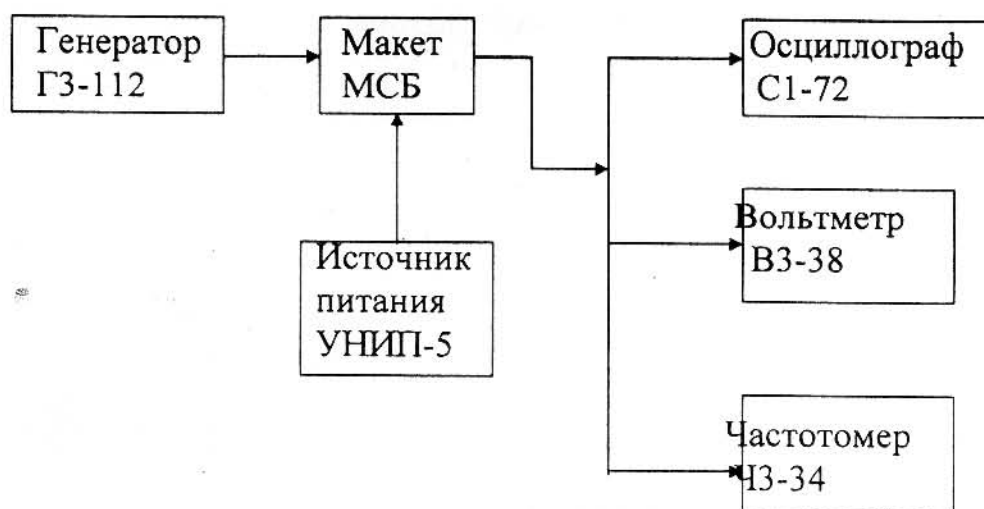 Генератор
Г3-112
Макет
МСБ
Осциллограф
С1-72
Источник
питания
УНИП-5
Вольтметр
В3-38
Частотомер
Ч3-34